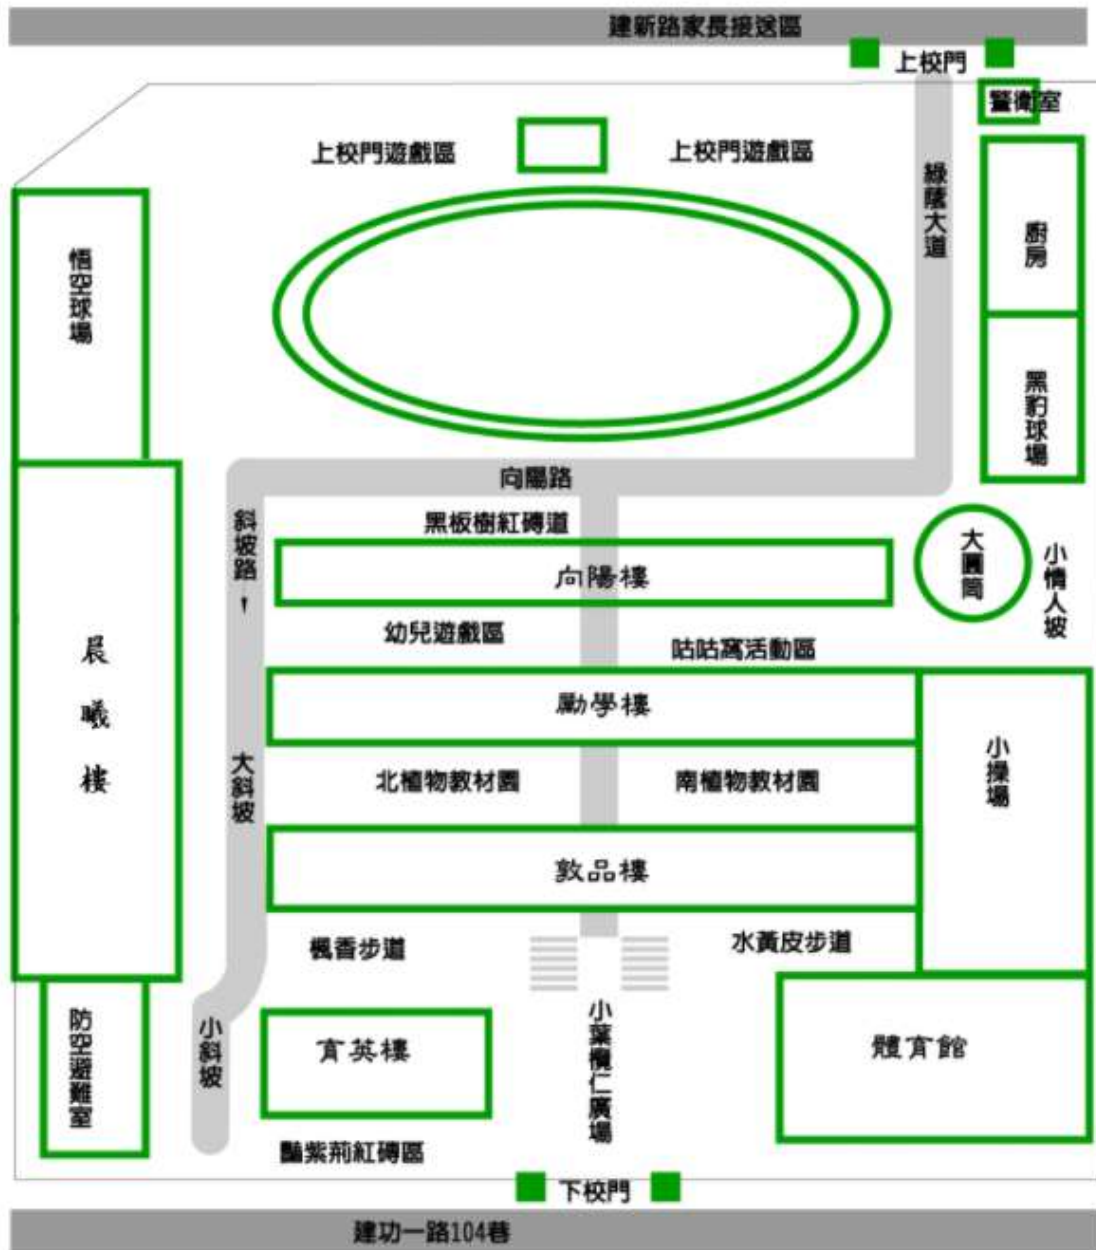 建新路家長接送區
上校門
警衛室
上校門遊戲區
上校門遊戲區
綠蔭大道
廚房
悟空球場
黑豹球場
向陽路
黑板樹紅磚道
斜坡路
向陽樓
大圓筒
小情人坡
幼兒遊戲區
咕咕窩活動區
晨曦樓
勵學樓
大斜坡
北植物教材園
南植物教材園
小操場
敦品樓
楓香步道
水黃皮步道
防空避難室
小斜坡
育英樓
小葉欖仁廣場
體育館
豔紫荊紅磚區
下校門
建功一路104巷